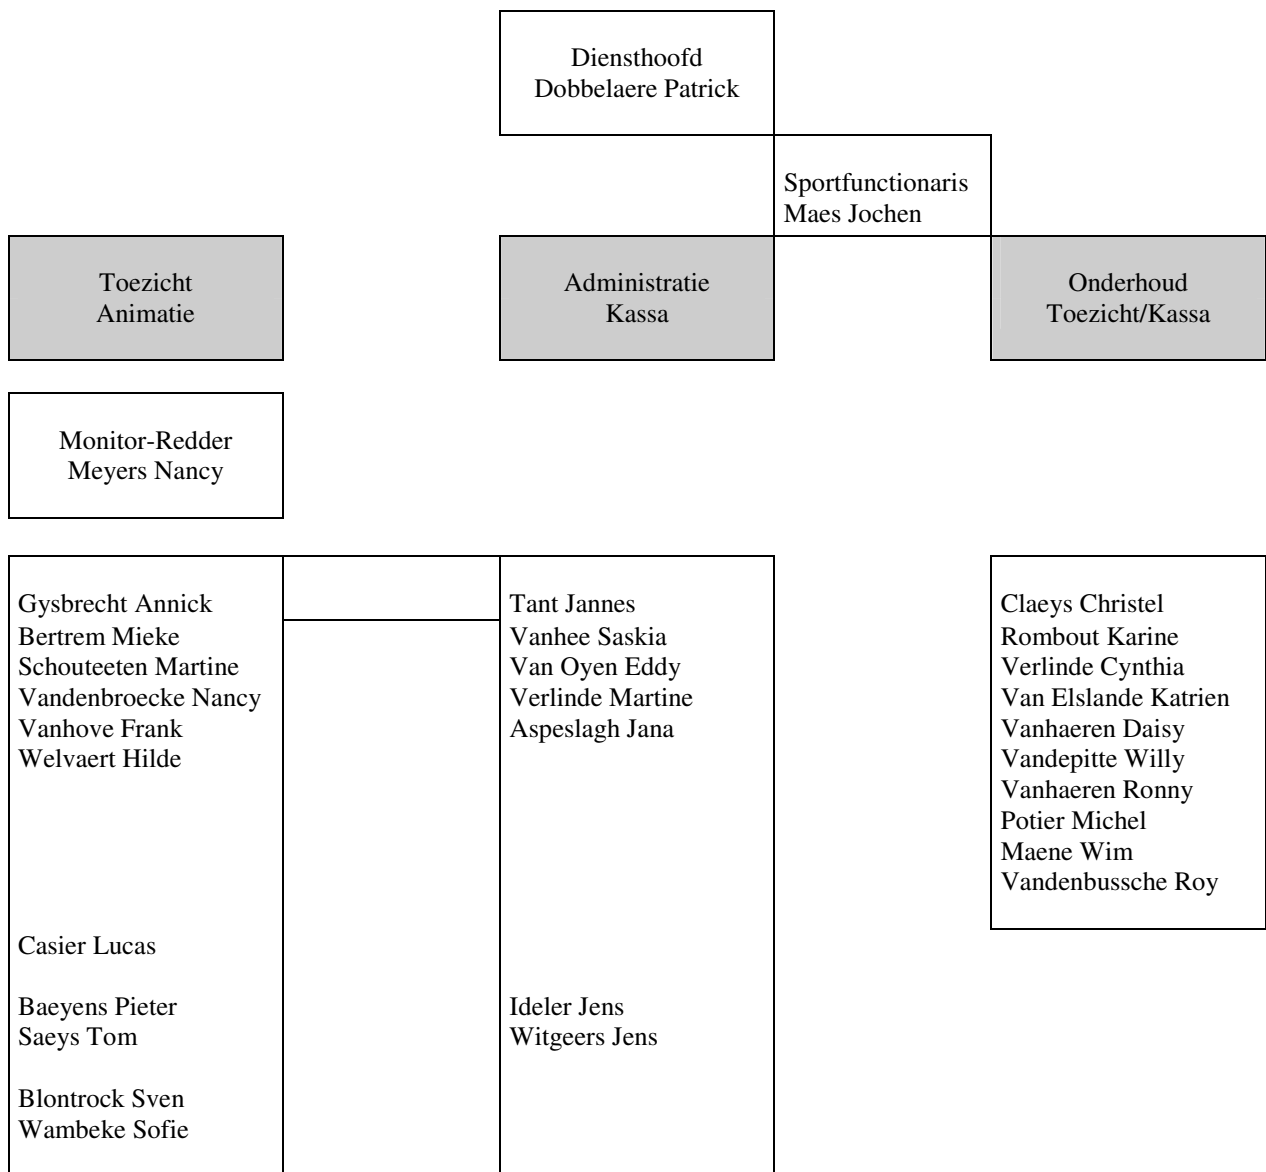 Diensthoofd
Dobbelaere Patrick
Sportfunctionaris
Maes Jochen
Toezicht
Animatie
Administratie
Kassa
Onderhoud
Toezicht/Kassa
Monitor-Redder
Meyers Nancy
Gysbrecht Annick
Bertrem Mieke
Schouteeten Martine
Vandenbroecke Nancy
Vanhove Frank
Welvaert Hilde
Casier Lucas
Baeyens Pieter
Saeys Tom
Blontrock Sven
Wambeke Sofie
Tant Jannes
Vanhee Saskia
Van Oyen Eddy
Verlinde Martine
Aspeslagh Jana
Ideler Jens
Witgeers Jens
Claeys Christel
Rombout Karine
Verlinde Cynthia
Van Elslande Katrien
Vanhaeren Daisy
Vandepitte Willy
Vanhaeren Ronny
Potier Michel
Maene Wim
Vandenbussche Roy